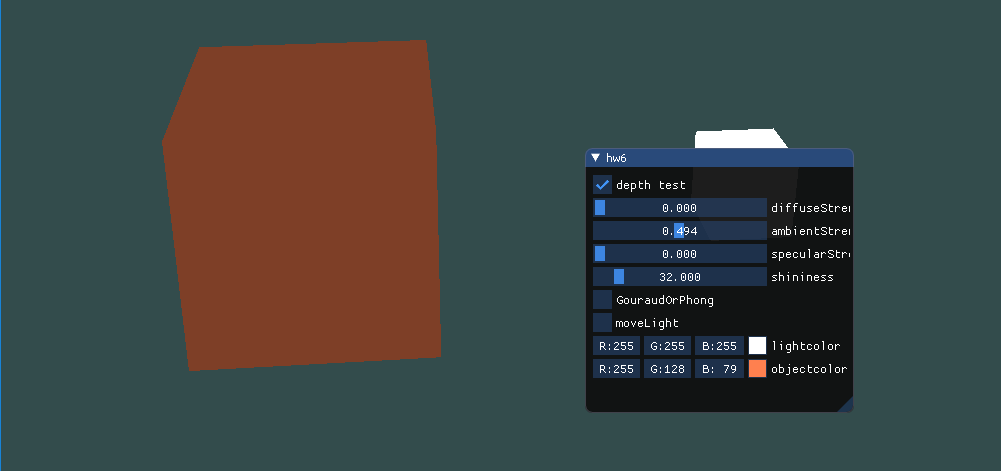 hw6
depth test
0.000 diffuseStre
0.494 ambientStre
0.000 specularStr
32.000 shininess
GouraudOrPhong
moveLight
R:255 G:255 B:255 lightcolor
R:255 G:128 B: 79 objectcolor